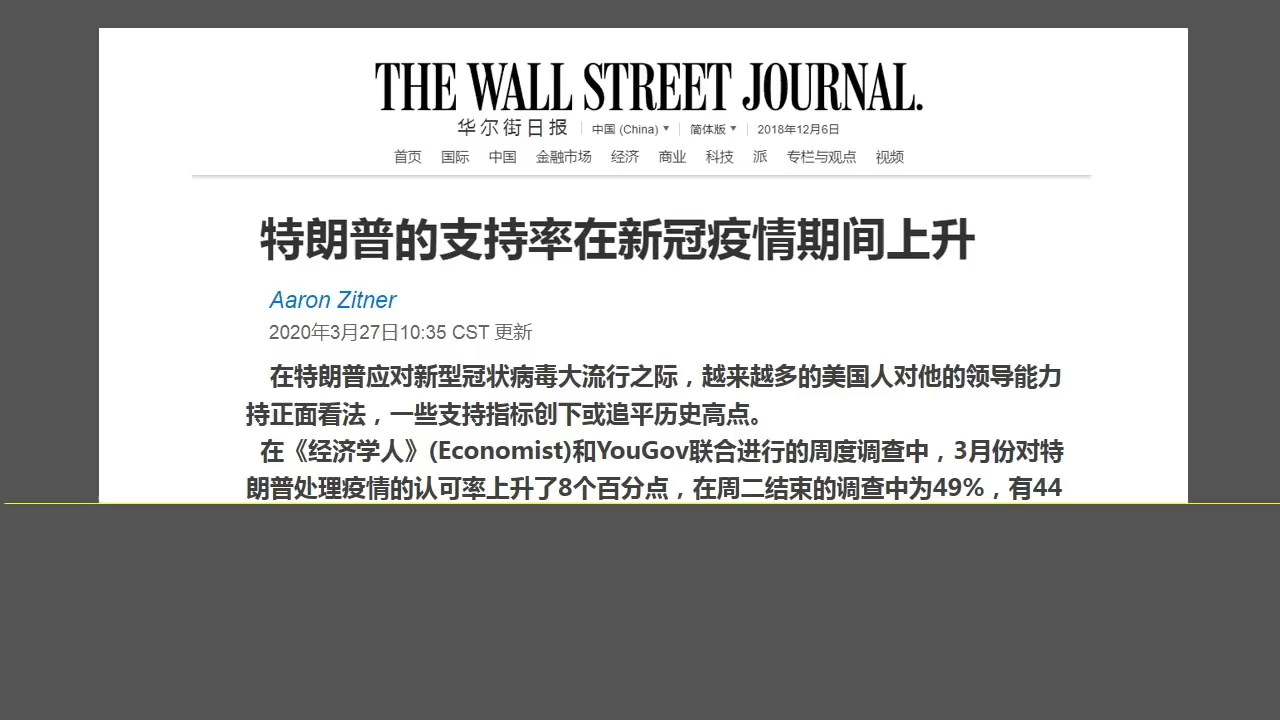 THE WALL STREET JOURNAL.
华尔街日报 中国 (China) 简体版 2018年12月6日
首页 国际 中国 金融市场 经济 商业 科技 派 专栏与观点 视频
特朗普的支持率在新冠疫情期间上升
Aaron Zitner
2020年3月27日10:35 CST 更新
在特朗普应对新型冠状病毒大流行之际，越来越多的美国人对他的领导能力
持正面看法，一些支持指标创下或追平历史高点。
在《经济学人》(Economist)和YouGov联合进行的周度调查中，3月份对特
朗普处理疫情的认可率上升了8个百分点，在周二结束的调查中为49%，有44